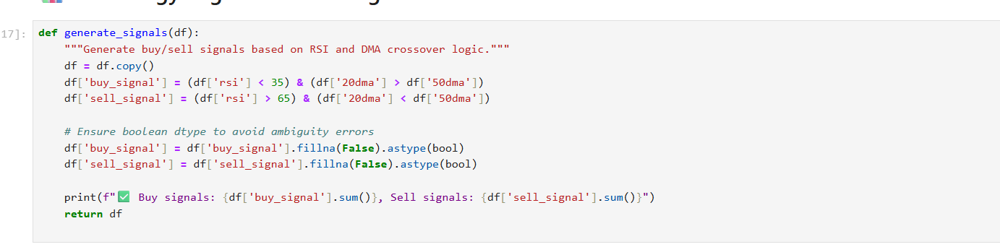 17]:
def generate_signals(df):
    """Generate buy/sell signals based on RSI and DMA crossover logic."""
    df = df.copy()
    df['buy_signal'] = (df['rsi'] < 35) & (df['20dma'] > df['50dma'])
    df['sell_signal'] = (df['rsi'] > 65) & (df['20dma'] < df['50dma'])

    # Ensure boolean dtype to avoid ambiguity errors
    df['buy_signal'] = df['buy_signal'].fillna(False).astype(bool)
    df['sell_signal'] = df['sell_signal'].fillna(False).astype(bool)

    print(f"✅ Buy signals: {df['buy_signal'].sum()}, Sell signals: {df['sell_signal'].sum()}")
    return df